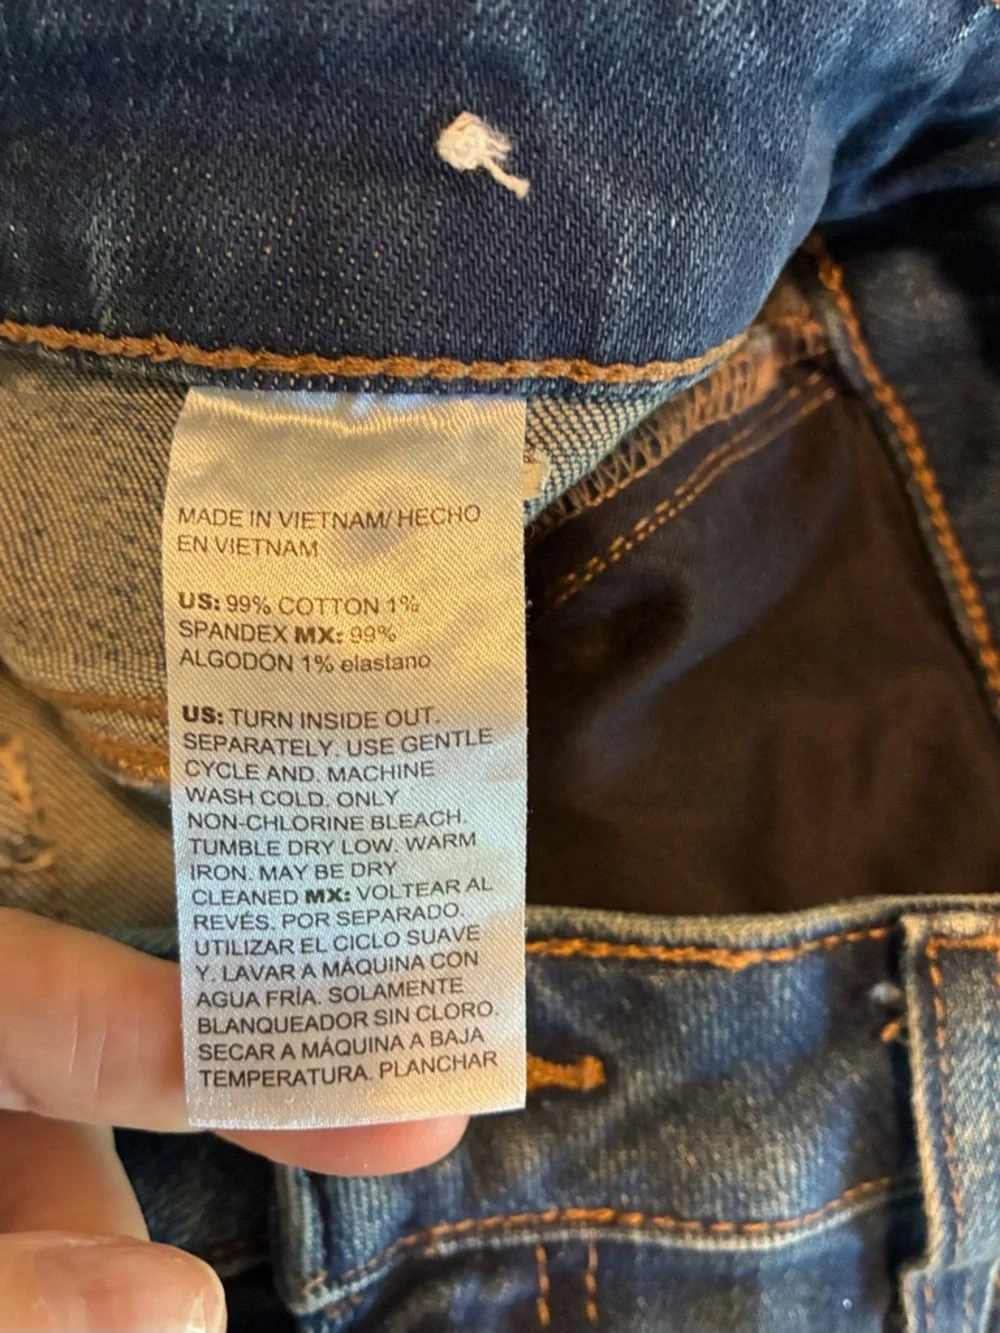 MADE IN VIETNAM/ HECHO
EN VIETNAM
US: 99% COTTON 1%
SPANDEX MX: 99%
ALGODÓN 1% elastano
US: TURN INSIDE OUT.
SEPARATELY. USE GENTLE
CYCLE AND. MACHINE
WASH COLD. ONLY
NON-CHLORINE BLEACH.
TUMBLE DRY LOW. WARM
IRON. MAY BE DRY
CLEANED MX: VOLTEAR AL
REVÉS. POR SEPARADO.
UTILIZAR EL CICLO SUAVE
Y. LAVAR A MÁQUINA CON
AGUA FRÍA. SOLAMENTE
BLANQUEADOR SIN CLORO.
SECAR A MÁQUINA A BAJA
TEMPERATURA. PLANCHAR